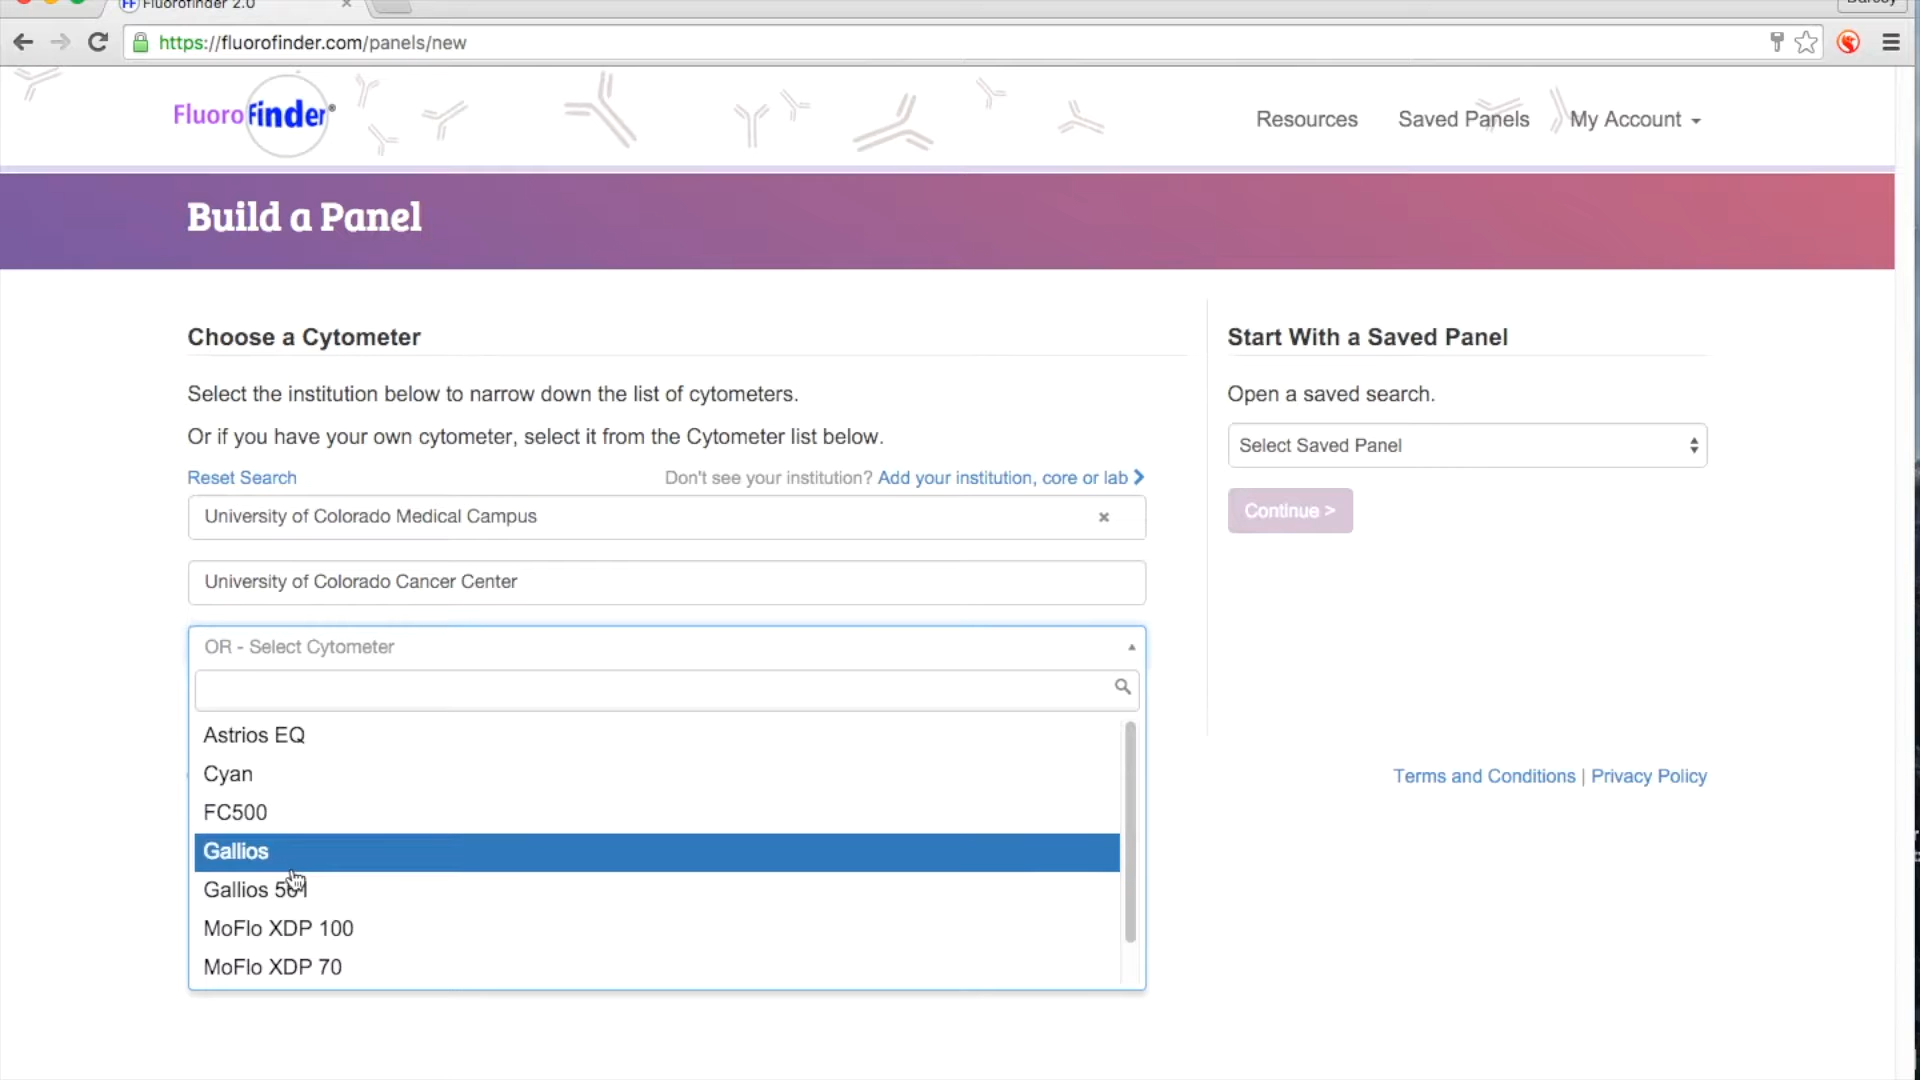 Fluorofinder 2.0
https://fluorofinder.com/panels/new
FluoroFinder®
Resources
Saved Panels
My Account
Build a Panel
Choose a Cytometer
Select the institution below to narrow down the list of cytometers.
Or if you have your own cytometer, select it from the Cytometer list below.
Reset Search
Don't see your institution? Add your institution, core or lab
University of Colorado Medical Campus
University of Colorado Cancer Center
OR - Select Cytometer
Astrios EQ
Cyan
FC500
Gallios
Gallios
MoFlo XDP 100
MoFlo XDP 70
Start With a Saved Panel
Open a saved search.
Select Saved Panel
Continue >
Terms and Conditions | Privacy Policy